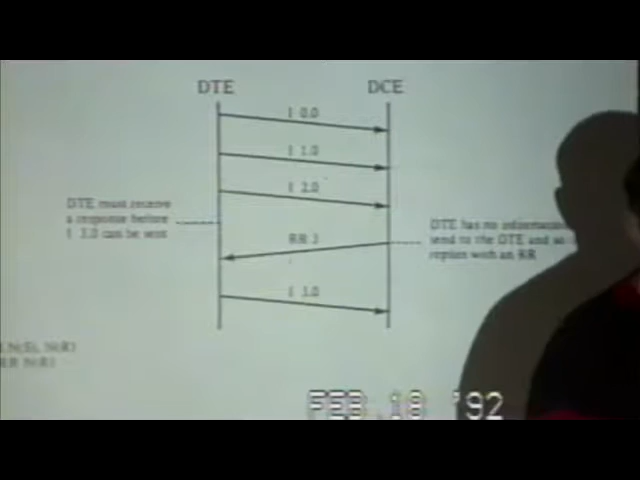 DTE DCE
I 0.0
I 1.0
I 2.0
DTE must receive
a response before
I 3.0 can be sent
RR 3
DTE has no information
send to the DTE and so
replies with an RR
I 3.0
N(S), N(R)
RR N(R)
FEB.18 '92